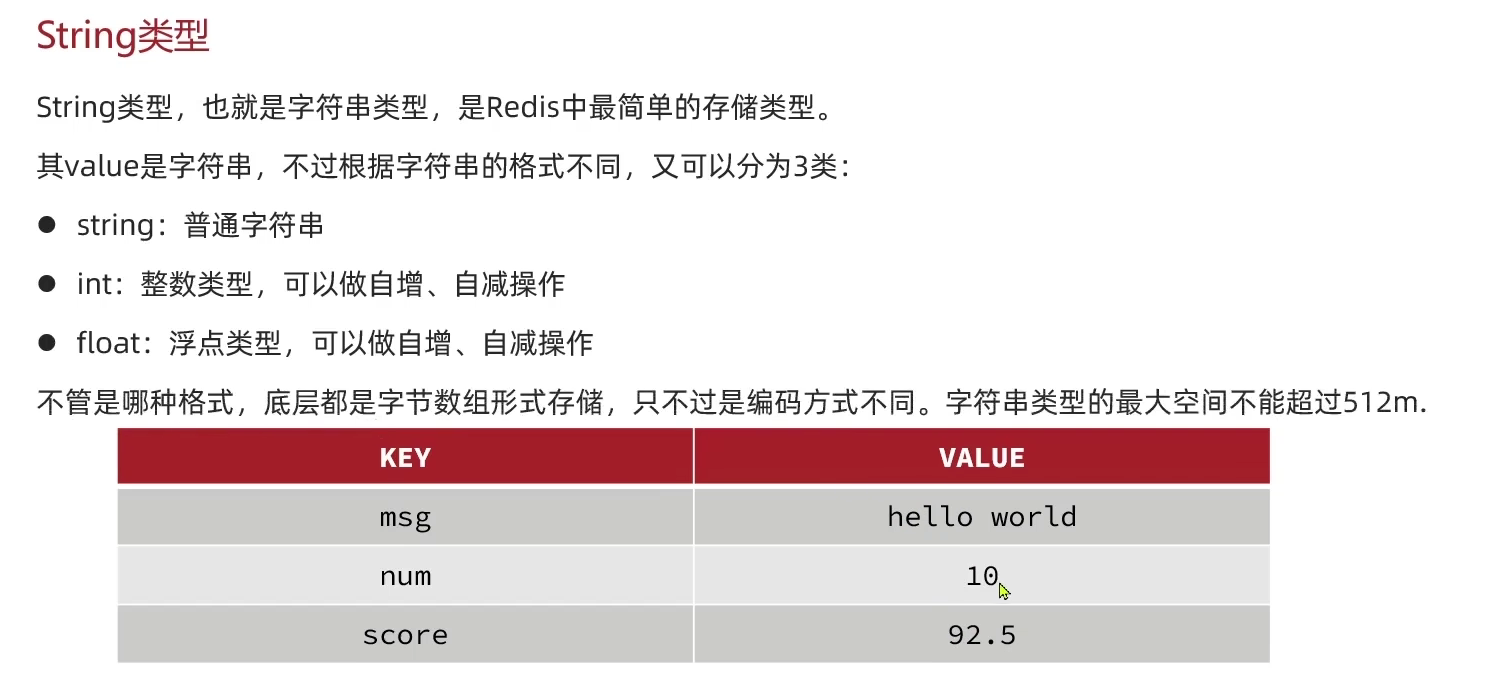 String类型
String类型，也就是字符串类型，是Redis中最简单的存储类型。
其value是字符串，不过根据字符串的格式不同，又可以分为3类：
● string：普通字符串
● int：整数类型，可以做自增、自减操作
● float：浮点类型，可以做自增、自减操作
不管是哪种格式，底层都是字节数组形式存储，只不过是编码方式不同。字符串类型的最大空间不能超过512m.
KEY VALUE
msg hello world
num 10
score 92.5